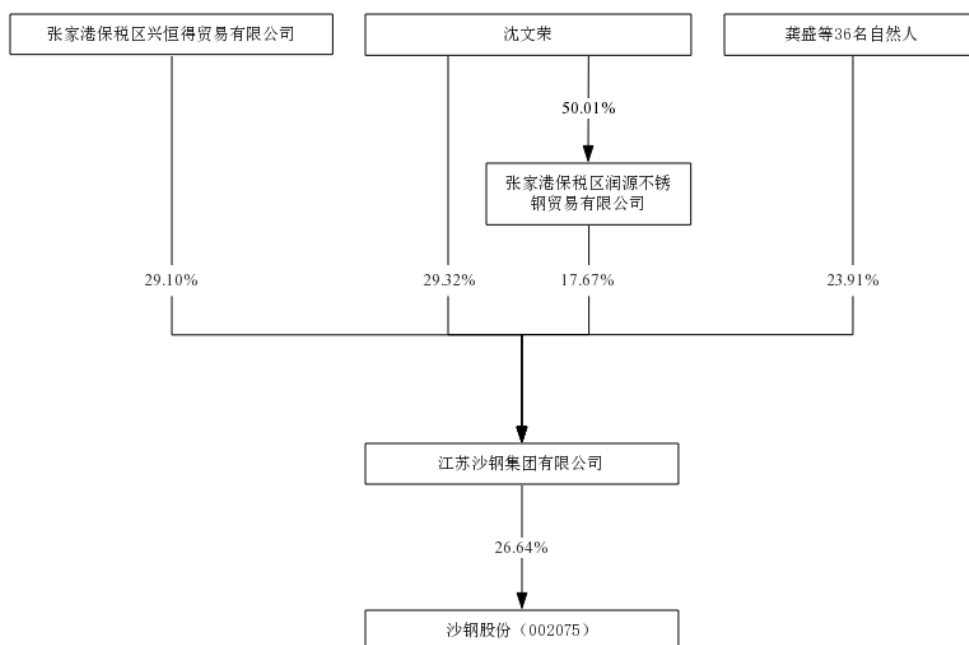 张家港保税区兴恒得贸易有限公司
沈文荣
龚盛等36名自然人
50.01%
张家港保税区润源不锈
钢贸易有限公司
29.10%
29.32%
17.67%
23.91%
江苏沙钢集团有限公司
26.64%
沙钢股份（002075）